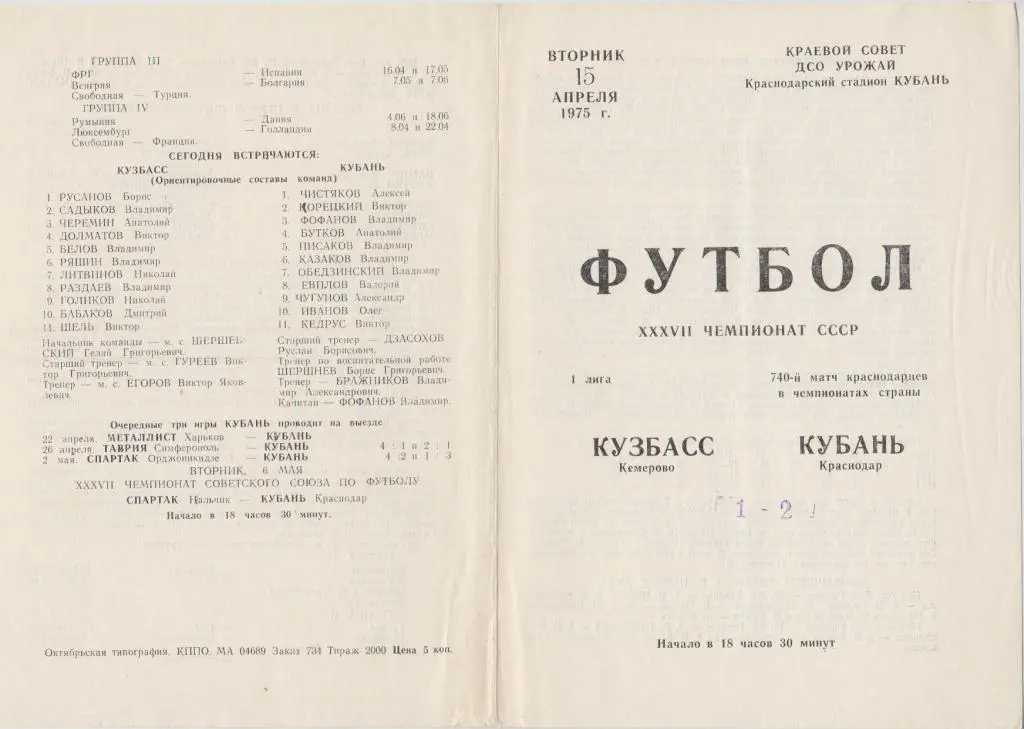 ГРУППА III
ФРГ — Испания 16.04 и 17.05
Венгрия — Болгария 7.05 и 7.06
Свободная — Турция.
ГРУППА IV
Румыния — Дания 4.06 и 18.06
Люксембург — Голландия 8.04 и 22.04
Свободная — Франция.
СЕГОДНЯ ВСТРЕЧАЮТСЯ:
КУЗБАСС КУБАНЬ
(Ориентировочные составы команд)
1. РУСАНОВ Борис
2. САДЫКОВ Владимир
3. ЧЕРЕМИН Анатолий
4. ДОЛМАТОВ Виктор
5. БЕЛОВ Владимир
6. РЯШИН Владимир
7. ЛИТВИНОВ Николай
8. РАЗДАЕВ Владимир
9. ГОЛИКОВ Николай
10. БАБАКОВ Дмитрий
11. ШЕЛЬ Виктор
Начальник команды — м. с. ШЕРШЕВ-
СКИЙ Гелий Григорьевич.
Старший тренер — м. с. ГУРЕЕВ Вик-
тор Григорьевич.
Тренер — м. с. ЕГОРОВ Виктор Яков-
левич.
1. ЧИСТЯКОВ Алексей
2. КОРЕЦКИЙ Виктор
3. ФОФАНОВ Владимир
4. БУТКОВ Анатолий
5. ПИСАКОВ Владимир
6. КАЗАКОВ Владимир
7. ОБЕДЗИНСКИЙ Владимир
8. ЕВПЛОВ Валерий
9. ЧУГУНОВ Александр
10. ИВАНОВ Олег
11. КЕДРУС Виктор
Старший тренер — ДЗАСОХОВ
Руслан Борисович.
Тренер по воспитательной работе
ШЕРШНЕВ Борис Григорьевич.
Тренер — БРАЖНИКОВ Влади-
мир Александрович.
Капитан — ФОФАНОВ Владимир.
Очередные три игры КУБАНЬ проводит на выезде
22 апреля. МЕТАЛЛИСТ Харьков — КУБАНЬ
26 апреля. ТАВРИЯ Симферополь — КУБАНЬ 4 : 1 и 2 : 1
2 мая. СПАРТАК Орджоникидзе — КУБАНЬ 4 : 2 и 1 : 3
ВТОРНИК, 6 МАЯ
XXXVII ЧЕМПИОНАТ СОВЕТСКОГО СОЮЗА ПО ФУТБОЛУ
СПАРТАК Нальчик — КУБАНЬ Краснодар
Начало в 18 часов 30 минут.
Октябрьская типография. КППО. МА 04689 Заказ 734 Тираж 2000 Цена 5 коп.
ВТОРНИК
15
АПРЕЛЯ
1975 г.
КРАЕВОЙ СОВЕТ
ДСО УРОЖАЙ
Краснодарский стадион КУБАНЬ
ФУТБОЛ
XXXVII ЧЕМПИОНАТ СССР
1 лига
740-й матч краснодарцев
в чемпионатах страны
КУЗБАСС
Кемерово
КУБАНЬ
Краснодар
1 - 2
Начало в 18 часов 30 минут